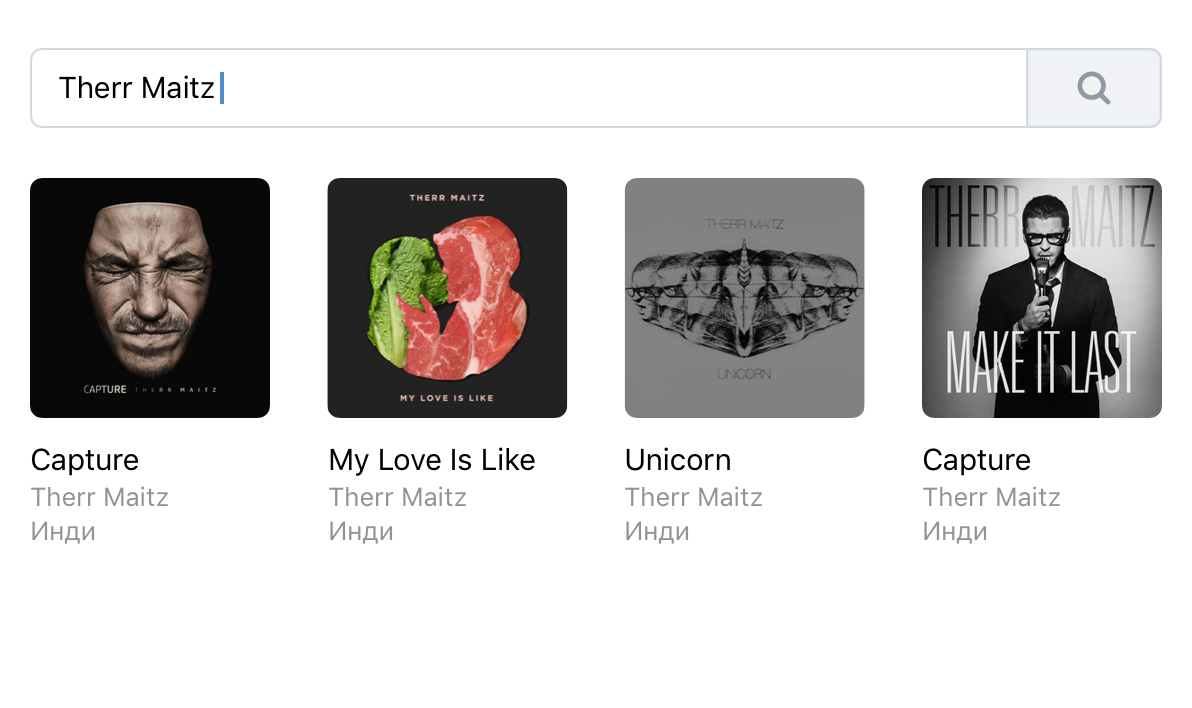 Therr Maitz
CAPTURE THERR MAITZ
THERR MAITZ
MY LOVE IS LIKE
THERR MAITZ
UNICORN
THERR MAITZ
MAKE IT LAST
Capture
Therr Maitz
Инди
My Love Is Like
Therr Maitz
Инди
Unicorn
Therr Maitz
Инди
Capture
Therr Maitz
Инди